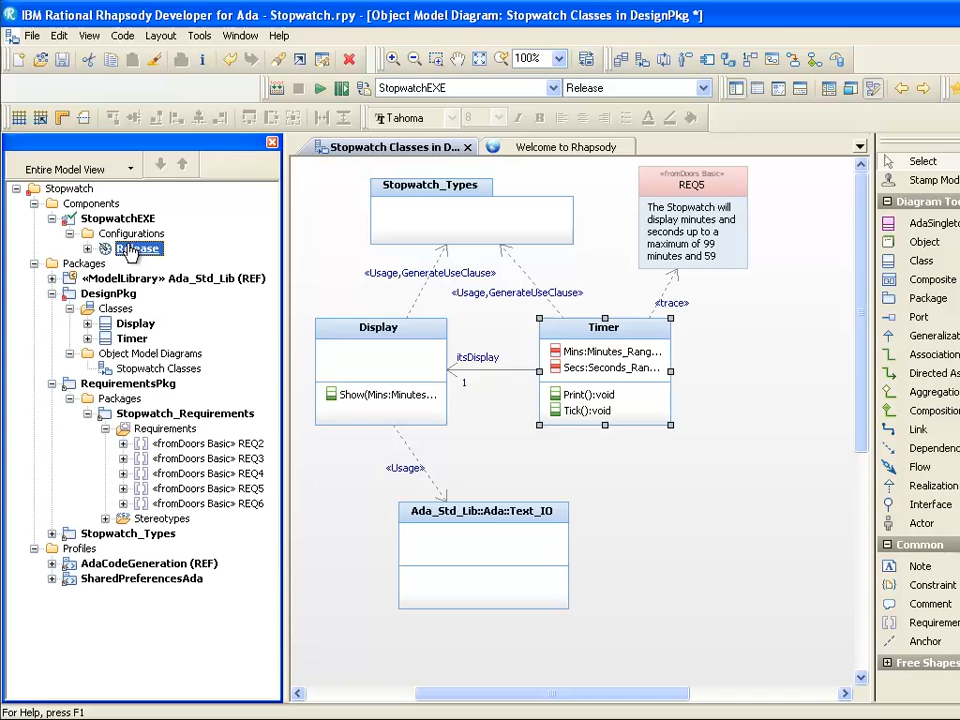 IBM Rational Rhapsody Developer for Ada - Stopwatch.rpy - [Object Model Diagram: Stopwatch Classes in DesignPkg *]
File Edit View Code Layout Tools Window Help
100%
StopwatchEXE
Release
Tahoma
8
Entire Model View
Stopwatch
Components
StopwatchEXE
Configurations
Release
Packages
«ModelLibrary» Ada_Std_Lib (REF)
DesignPkg
Classes
Display
Timer
Object Model Diagrams
Stopwatch Classes
RequirementsPkg
Packages
Stopwatch_Requirements
Requirements
«fromDoors Basic» REQ2
«fromDoors Basic» REQ3
«fromDoors Basic» REQ4
«fromDoors Basic» REQ5
«fromDoors Basic» REQ6
Stereotypes
Stopwatch_Types
Profiles
AdaCodeGeneration (REF)
SharedPreferencesAda
Stopwatch Classes in D...
Welcome to Rhapsody
Stopwatch_Types
«fromDoors Basic»
REQ5
The Stopwatch will
display minutes and
seconds up to a
maximum of 99
minutes and 59
«Usage,GenerateUseClause»
«Usage,GenerateUseClause»
«trace»
Display
Show(Mins:Minutes...
itsDisplay
1
Timer
Mins:Minutes_Rang...
Secs:Seconds_Ran...
Print():void
Tick():void
«Usage»
Ada_Std_Lib::Ada::Text_IO
Select
Stamp Mod
Diagram Too
AdaSingleto
Object
Class
Composite
Package
Port
Generalizati
Association
Directed As
Aggregatio
Compositio
Link
Dependenc
Flow
Realization
Interface
Actor
Common
Note
Constraint
Comment
Requiremen
Anchor
Free Shapes
For Help, press F1